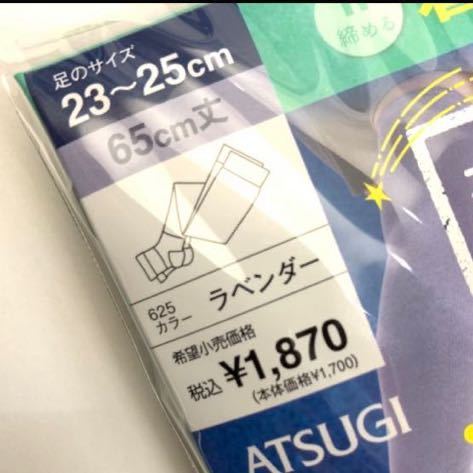 締める
足のサイズ
23～25cm
65cm丈
625
カラー ラベンダー
希望小売価格
税込 ¥1,870
(本体価格¥1,700)
ATSUGI